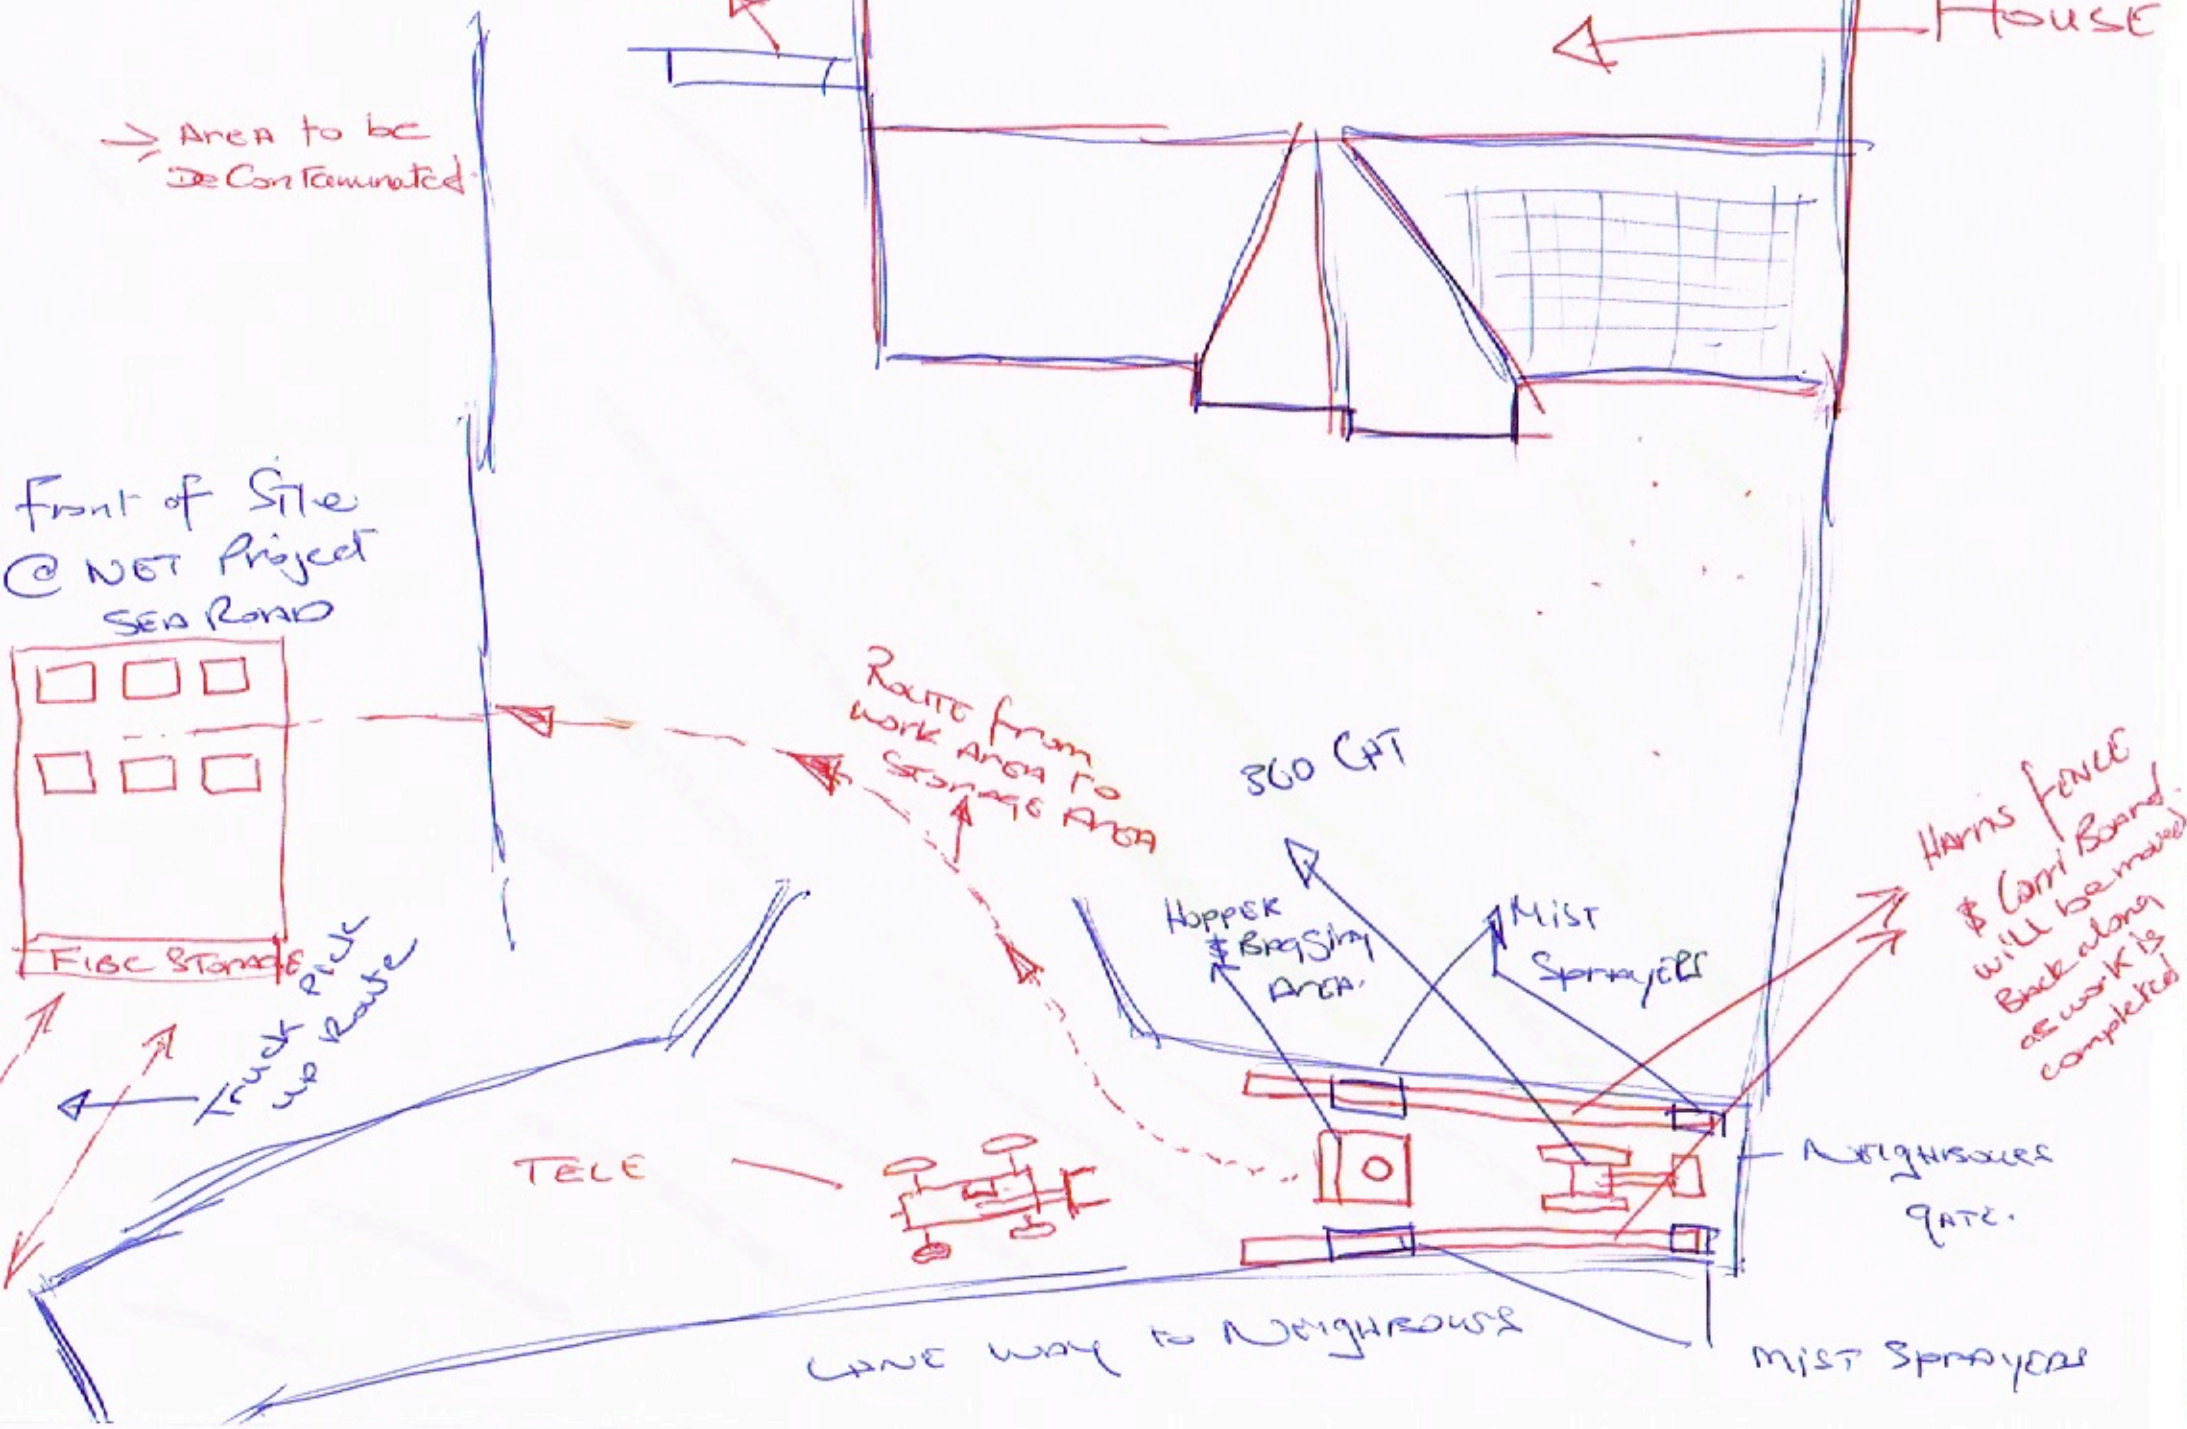 HOUSE
Area to be
DeContaminated
Front of Site
@ NET Project
SEA ROAD
Route from
work Area to
Storage Area
360 CAT
Harris Fence
& Corri Board.
will be moved
Back along
as work is
completed
Hopper
& Bagging
Area.
Mist
Sprayers
FIBC Storage
Truck Pick
up Route
TELE
Neighbours
gate.
Lane way to Neighbours
Mist Sprayers